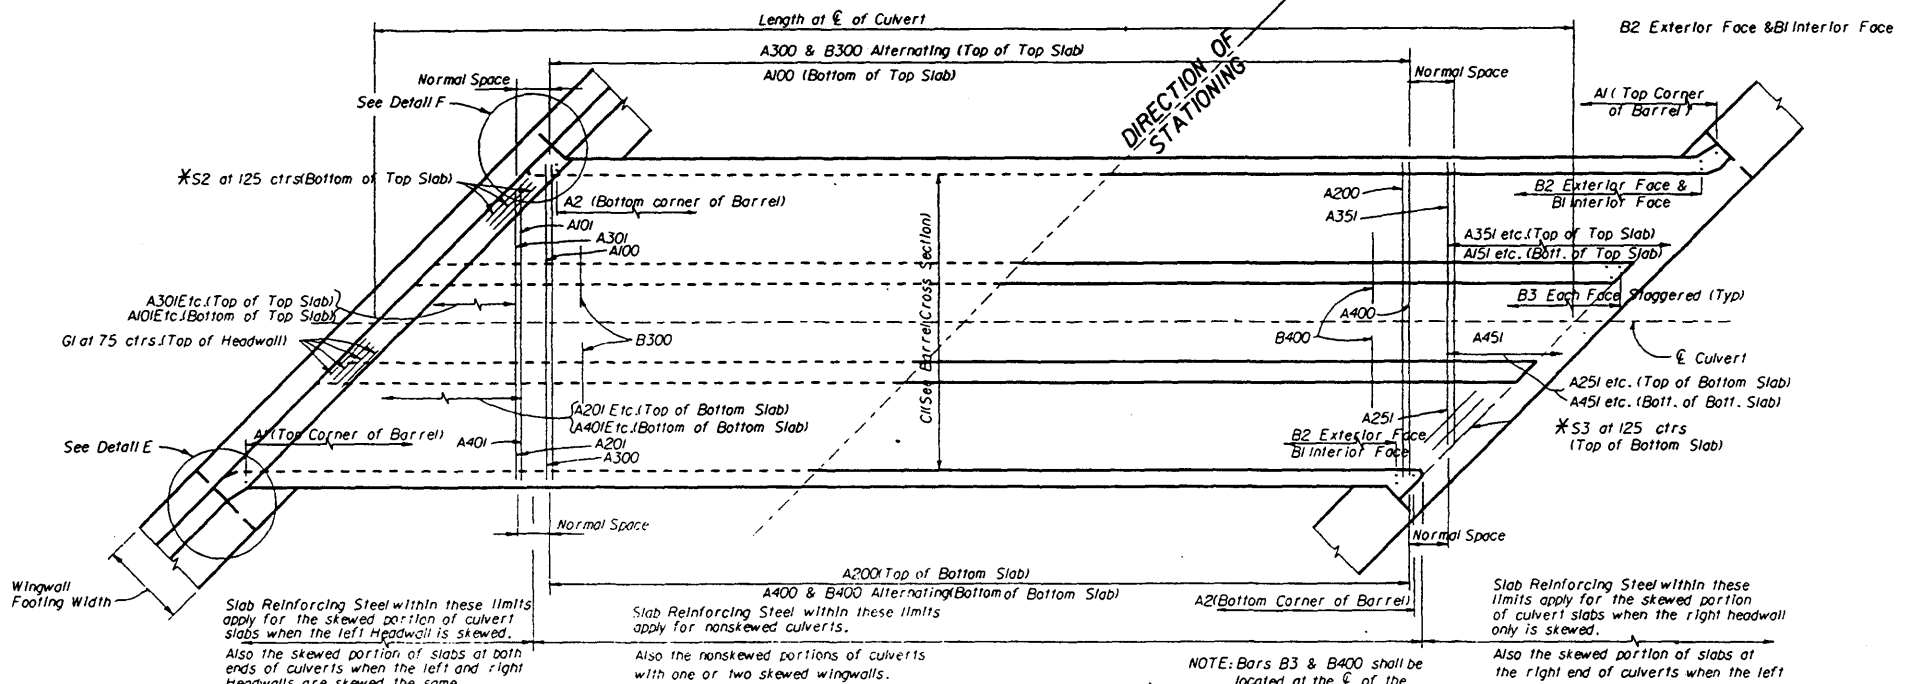 Length at ℄ of Culvert
B2 Exterior Face &B1 Interior Face
A300 & B300 Alternating (Top of Top Slab)
A100 (Bottom of Top Slab)
Normal Space
See Detail F
DIRECTION OF
STATIONING
Normal Space
A1 ( Top Corner
of Barrel)
*S2 at 125 ctrs(Bottom of Top Slab)
A2 (Bottom corner of Barrel)
A101
A301
A100
A200
A351
B2 Exterior Face &
B1 Interior Face
A351 etc.(Top of Top Slab)
A151 etc. (Bott. of Top Slab)
C1(See Barrel Cross Section)
A301Etc.(Top of Top Slab)
A101Etc.(Bottom of Top Slab)
B3 Each Face Staggered (Typ)
G1 at 75 ctrs.(Top of Headwall)
B300
A400
B400
A451
℄ Culvert
A251 etc. (Top of Bottom Slab)
A451 etc. (Bott. of Bott. Slab)
A201 Etc.(Top of Bottom Slab)
A401Etc.(Bottom of Bottom Slab)
A251
See Detail E
A1(Top Corner of Barrel)
A401
A201
A300
B2 Exterior Face
B1 Interior Face
*S3 at 125 ctrs
(Top of Bottom Slab)
Normal Space
Normal Space
A200(Top of Bottom Slab)
A400 & B400 Alternating(Bottom of Bottom Slab)
A2(Bottom Corner of Barrel)
Wingwall
Footing Width
Slab Reinforcing Steel within these limits
apply for the skewed portion of culvert
slabs when the left Headwall is skewed.
Also the skewed portion of slabs at both
ends of culverts when the left and right
Headwalls are skewed the same
Slab Reinforcing Steel within these limits
apply for nonskewed culverts.
Also the nonskewed portions of culverts
with one or two skewed wingwalls.
NOTE: Bars B3 & B400 shall be
located at the ℄ of the
Slab Reinforcing Steel within these
limits apply for the skewed portion
of culvert slabs when the right headwall
only is skewed.
Also the skewed portion of slabs at
the right end of culverts when the left